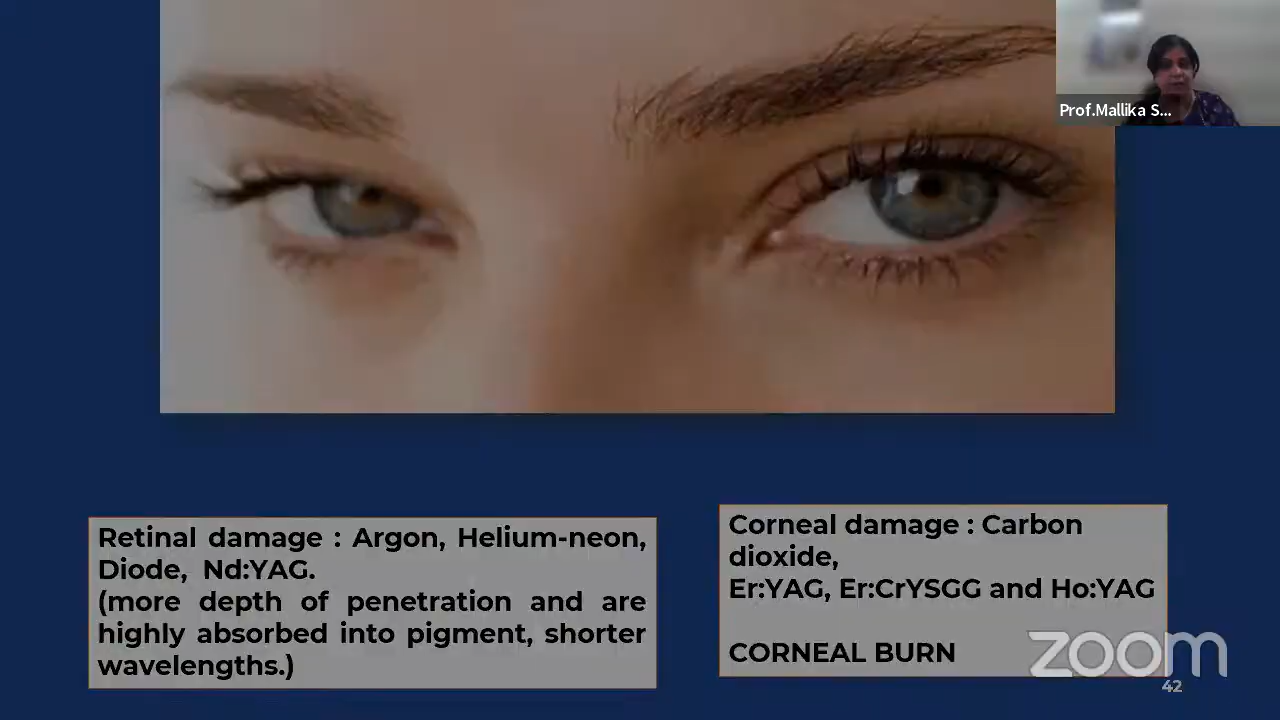 Prof.Mallika S...
Retinal damage : Argon, Helium-neon,
Diode, Nd:YAG.
(more depth of penetration and are
highly absorbed into pigment, shorter
wavelengths.)
Corneal damage : Carbon
dioxide,
Er:YAG, Er:CrYSGG and Ho:YAG
CORNEAL BURN
zoom
42